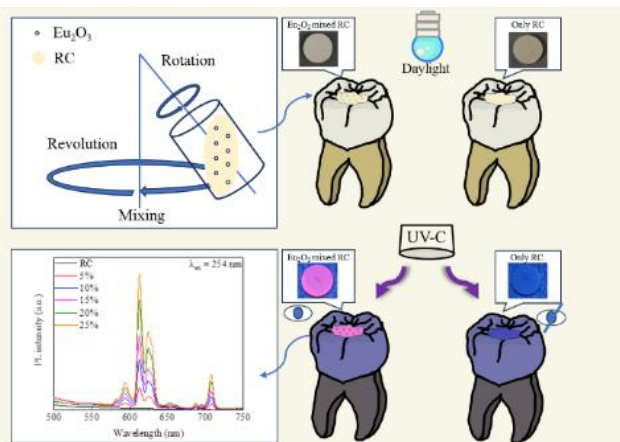 Eu₂O₃
RC
Rotation
Revolution
Mixing
Eu₂O₃ mixed RC
Daylight
Only RC
UV-C
Eu₂O₃ mixed RC
Only RC
RC
5%
10%
15%
20%
25%
= 254 nm
PL intensity (a.u.)
500 550 600 650 700 750
Wavelength (nm)